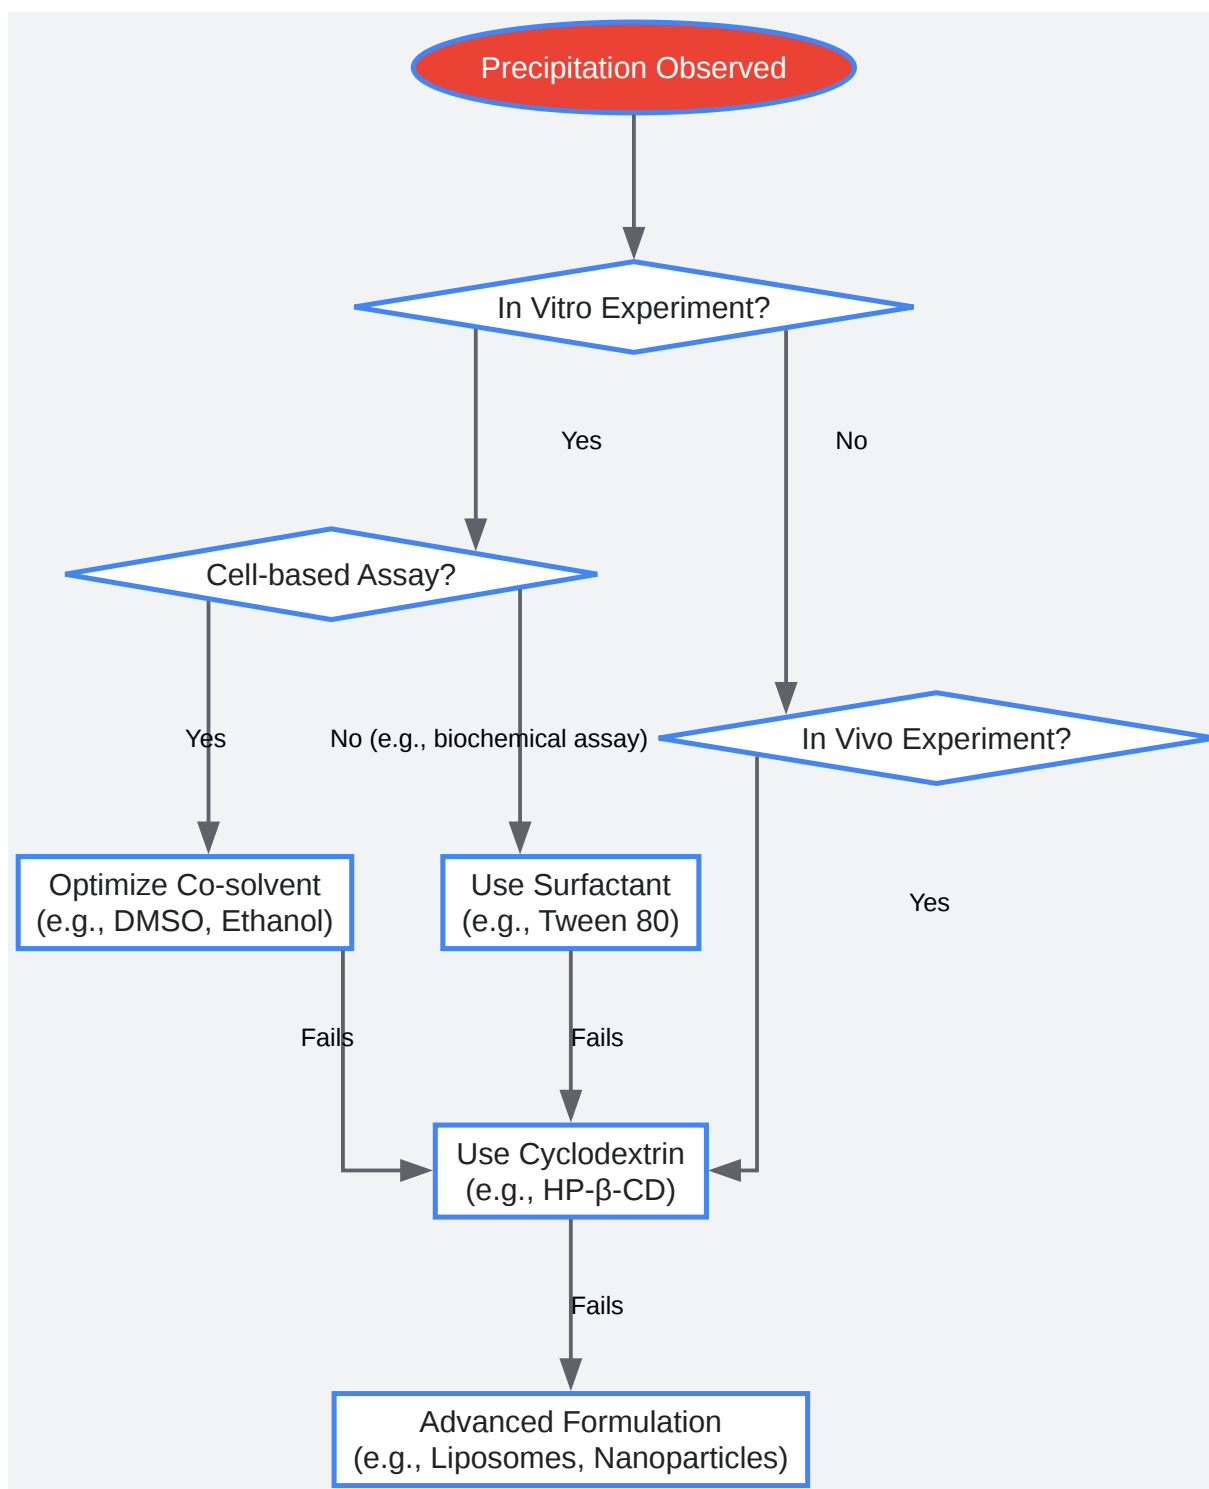 Precipitation Observed
In Vitro Experiment?
Yes
No
Cell-based Assay?
Yes
No (e.g., biochemical assay)
In Vivo Experiment?
Optimize Co-solvent
(e.g., DMSO, Ethanol)
Use Surfactant
(e.g., Tween 80)
Yes
Fails
Fails
Use Cyclodextrin
(e.g., HP-β-CD)
Fails
Advanced Formulation
(e.g., Liposomes, Nanoparticles)